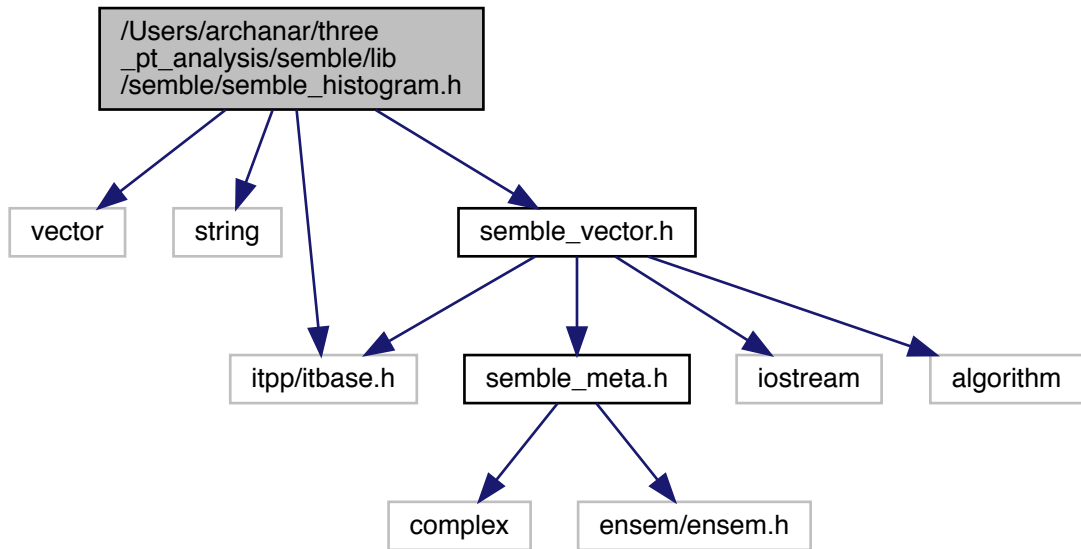 /Users/archanar/three
_pt_analysis/semble/lib
/semble/semble_histogram.h
vector
string
semble_vector.h
itpp/itbase.h
semble_meta.h
iostream
algorithm
complex
ensem/ensem.h